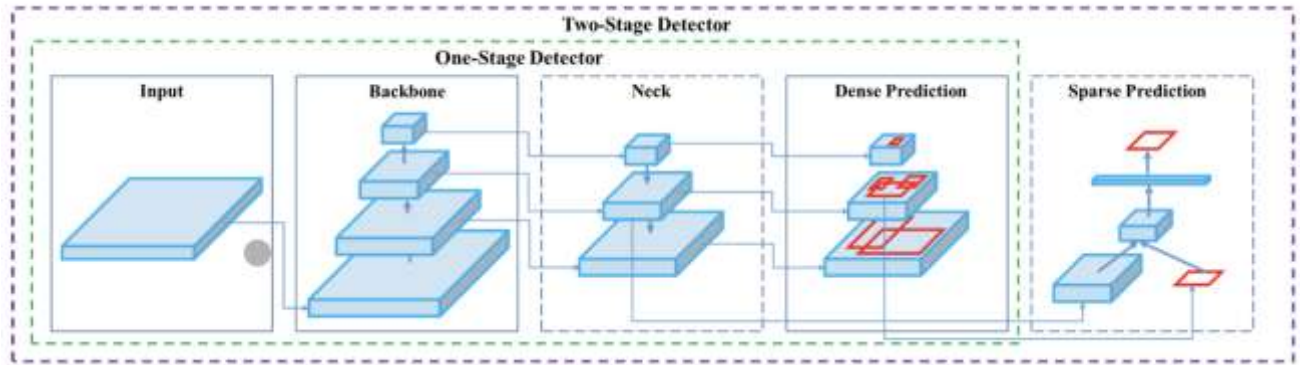 Two-Stage Detector
One-Stage Detector
Input
Backbone
Neck
Dense Prediction
Sparse Prediction